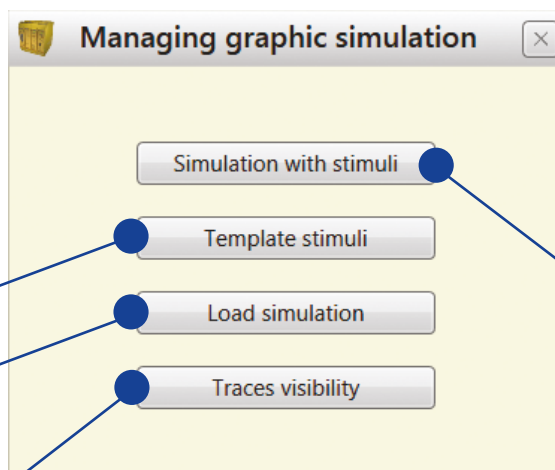 Managing graphic simulation
Simulation with stimuli
Template stimuli
Load simulation
Traces visibility